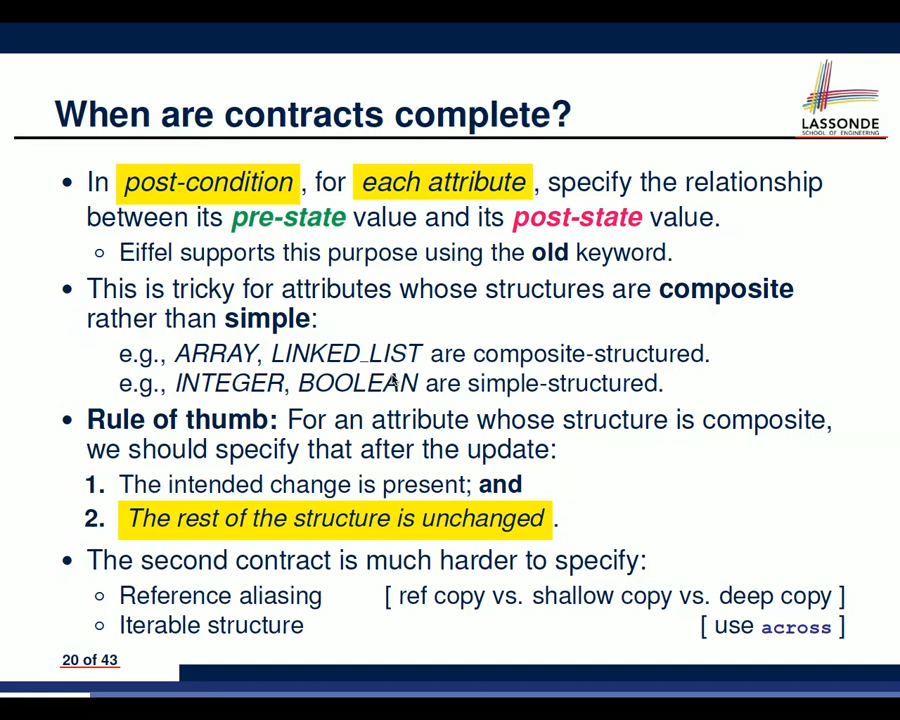 When are contracts complete?
LASSONDE
SCHOOL OF ENGINEERING
• In post-condition, for each attribute, specify the relationship
between its pre-state value and its post-state value.
○ Eiffel supports this purpose using the old keyword.
• This is tricky for attributes whose structures are composite
rather than simple:
e.g., ARRAY, LINKED_LIST are composite-structured.
e.g., INTEGER, BOOLEAN are simple-structured.
• Rule of thumb: For an attribute whose structure is composite,
we should specify that after the update:
1. The intended change is present; and
2. The rest of the structure is unchanged.
• The second contract is much harder to specify:
○ Reference aliasing [ ref copy vs. shallow copy vs. deep copy ]
○ Iterable structure [ use across ]
20 of 43